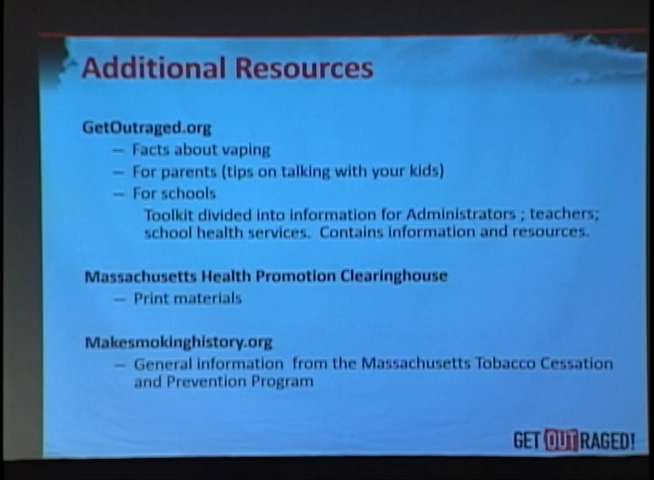 Additional Resources
GetOutraged.org
– Facts about vaping
– For parents (tips on talking with your kids)
– For schools
Toolkit divided into information for Administrators ; teachers;
school health services. Contains information and resources.
Massachusetts Health Promotion Clearinghouse
– Print materials
Makesmokinghistory.org
– General information from the Massachusetts Tobacco Cessation
and Prevention Program
GET OUTRAGED!